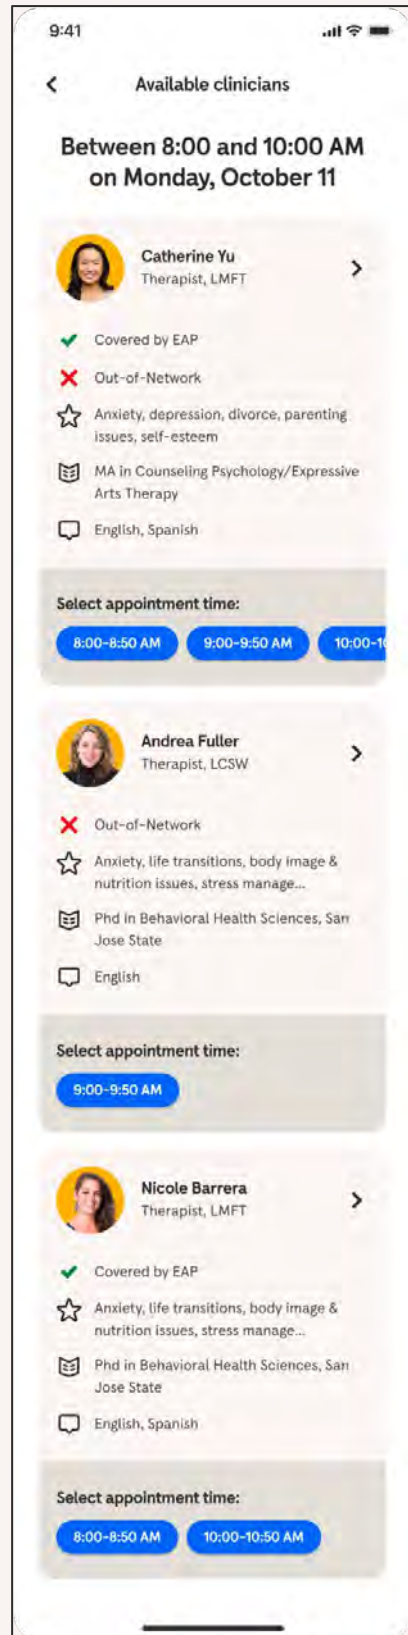 9:41
Available clinicians
Between 8:00 and 10:00 AM
on Monday, October 11
Catherine Yu
Therapist, LMFT
Covered by EAP
Out-of-Network
Anxiety, depression, divorce, parenting
issues, self-esteem
MA in Counseling Psychology/Expressive
Arts Therapy
English, Spanish
Select appointment time:
8:00-8:50 AM 9:00-9:50 AM 10:00-1
Andrea Fuller
Therapist, LCSW
Out-of-Network
Anxiety, life transitions, body image &
nutrition issues, stress manage...
Phd in Behavioral Health Sciences, San
Jose State
English
Select appointment time:
9:00-9:50 AM
Nicole Barrera
Therapist, LMFT
Covered by EAP
Anxiety, life transitions, body image &
nutrition issues, stress manage...
Phd in Behavioral Health Sciences, San
Jose State
English, Spanish
Select appointment time:
8:00-8:50 AM 10:00-10:50 AM